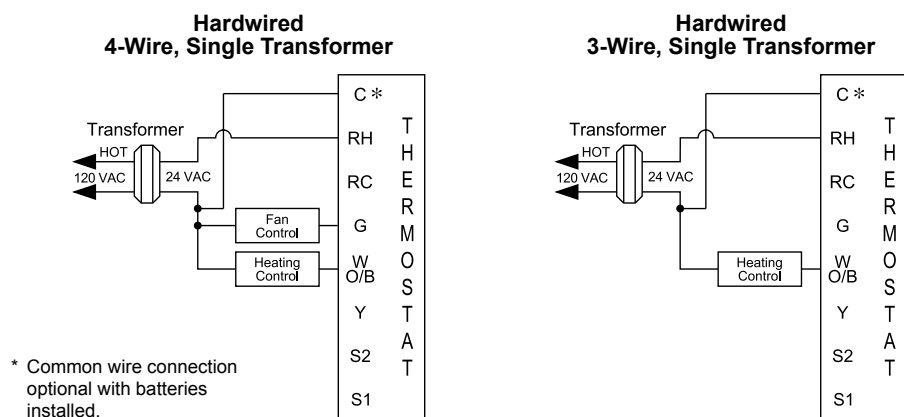 Hardwired
4-Wire, Single Transformer
C *
Transformer
RH
HOT
120 VAC
24 VAC
RC
Fan
Control
G
Heating
Control
W
O/B
Y
S2
S1
THERMOSTAT
* Common wire connection
optional with batteries
installed.
Hardwired
3-Wire, Single Transformer
C *
Transformer
RH
HOT
120 VAC
24 VAC
RC
G
Heating
Control
W
O/B
Y
S2
S1
THERMOSTAT